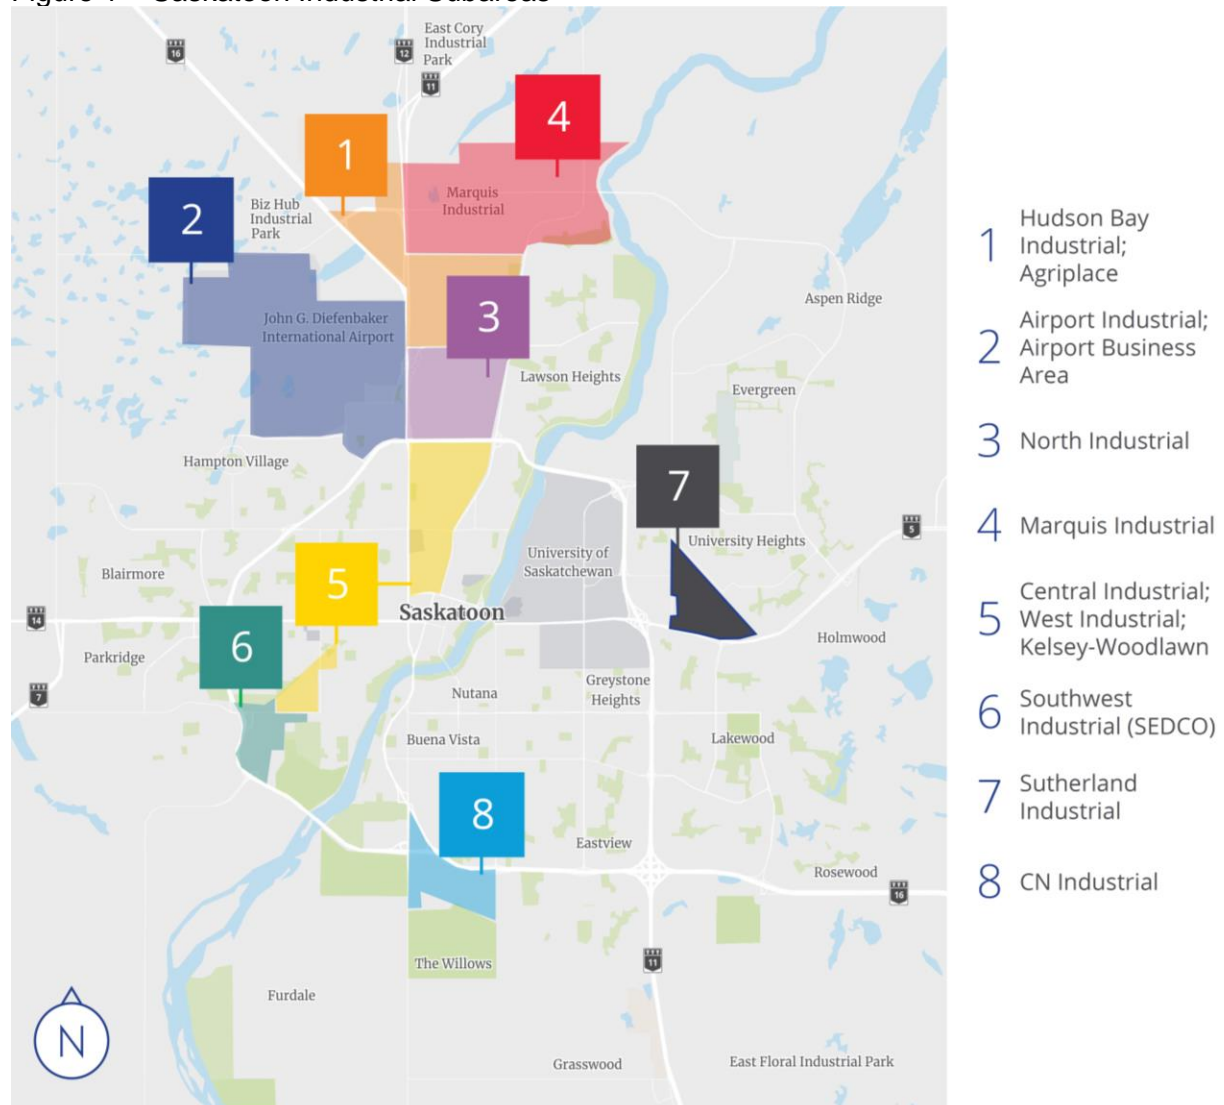 East Cory
Industrial
Park
16
12
11
4
1
Marquis
Industrial
2
Biz Hub
Industrial
Park
Aspen Ridge
John G. Diefenbaker
International Airport
3
Lawson Heights
Evergreen
Hampton Village
7
5
University Heights
University of
Saskatchewan
Blairmore
5
Saskatoon
14
6
Holmwood
Parkridge
7
Greystone
Heights
Nutana
Buena Vista
Lakewood
8
Eastview
Rosewood
16
The Willows
11
Furdale
N
Grasswood
East Floral Industrial Park
1
Hudson Bay
Industrial;
Agriplace
2
Airport Industrial;
Airport Business
Area
3
North Industrial
4
Marquis Industrial
5
Central Industrial;
West Industrial;
Kelsey-Woodlawn
6
Southwest
Industrial (SEDCO)
7
Sutherland
Industrial
8
CN Industrial